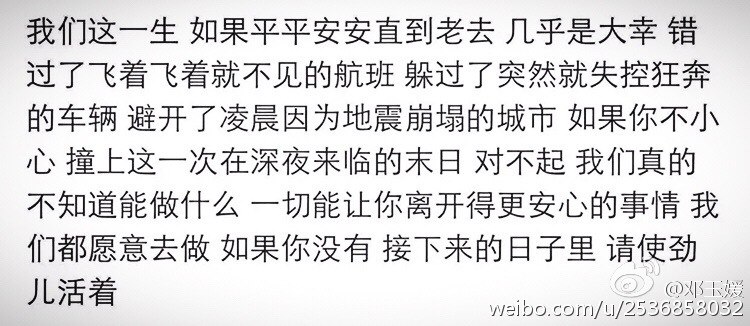 我们这一生 如果平平安安直到老去 几乎是大幸 错
过了飞着飞着就不见的航班 躲过了突然就失控狂奔
的车辆 避开了凌晨因为地震崩塌的城市 如果你不小
心 撞上这一次在深夜来临的末日 对不起 我们真的
不知道能做什么 一切能让你离开得更安心的事情 我
们都愿意去做 如果你没有 接下来的日子里 请使劲
儿活着
@邓玉媛
weibo.com/u/2536858032